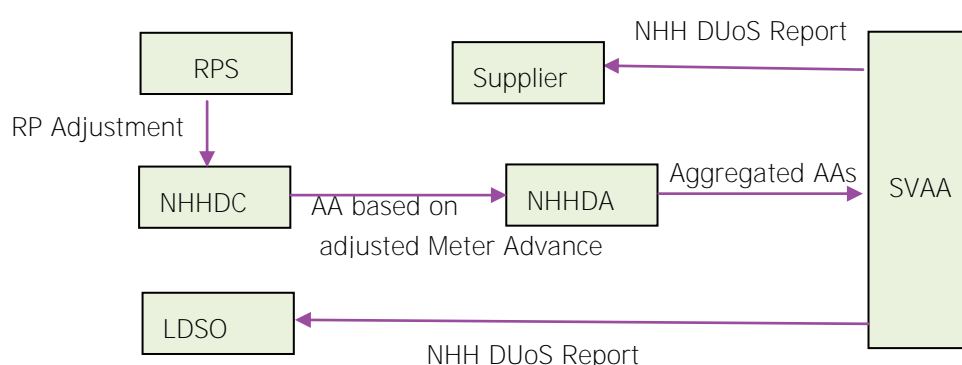 NHH DUoS Report
RPS
Supplier
RP Adjustment
Aggregated AAs
SVAA
NHHDC
AA based on
adjusted Meter Advance
NHHDA
LDSO
NHH DUoS Report